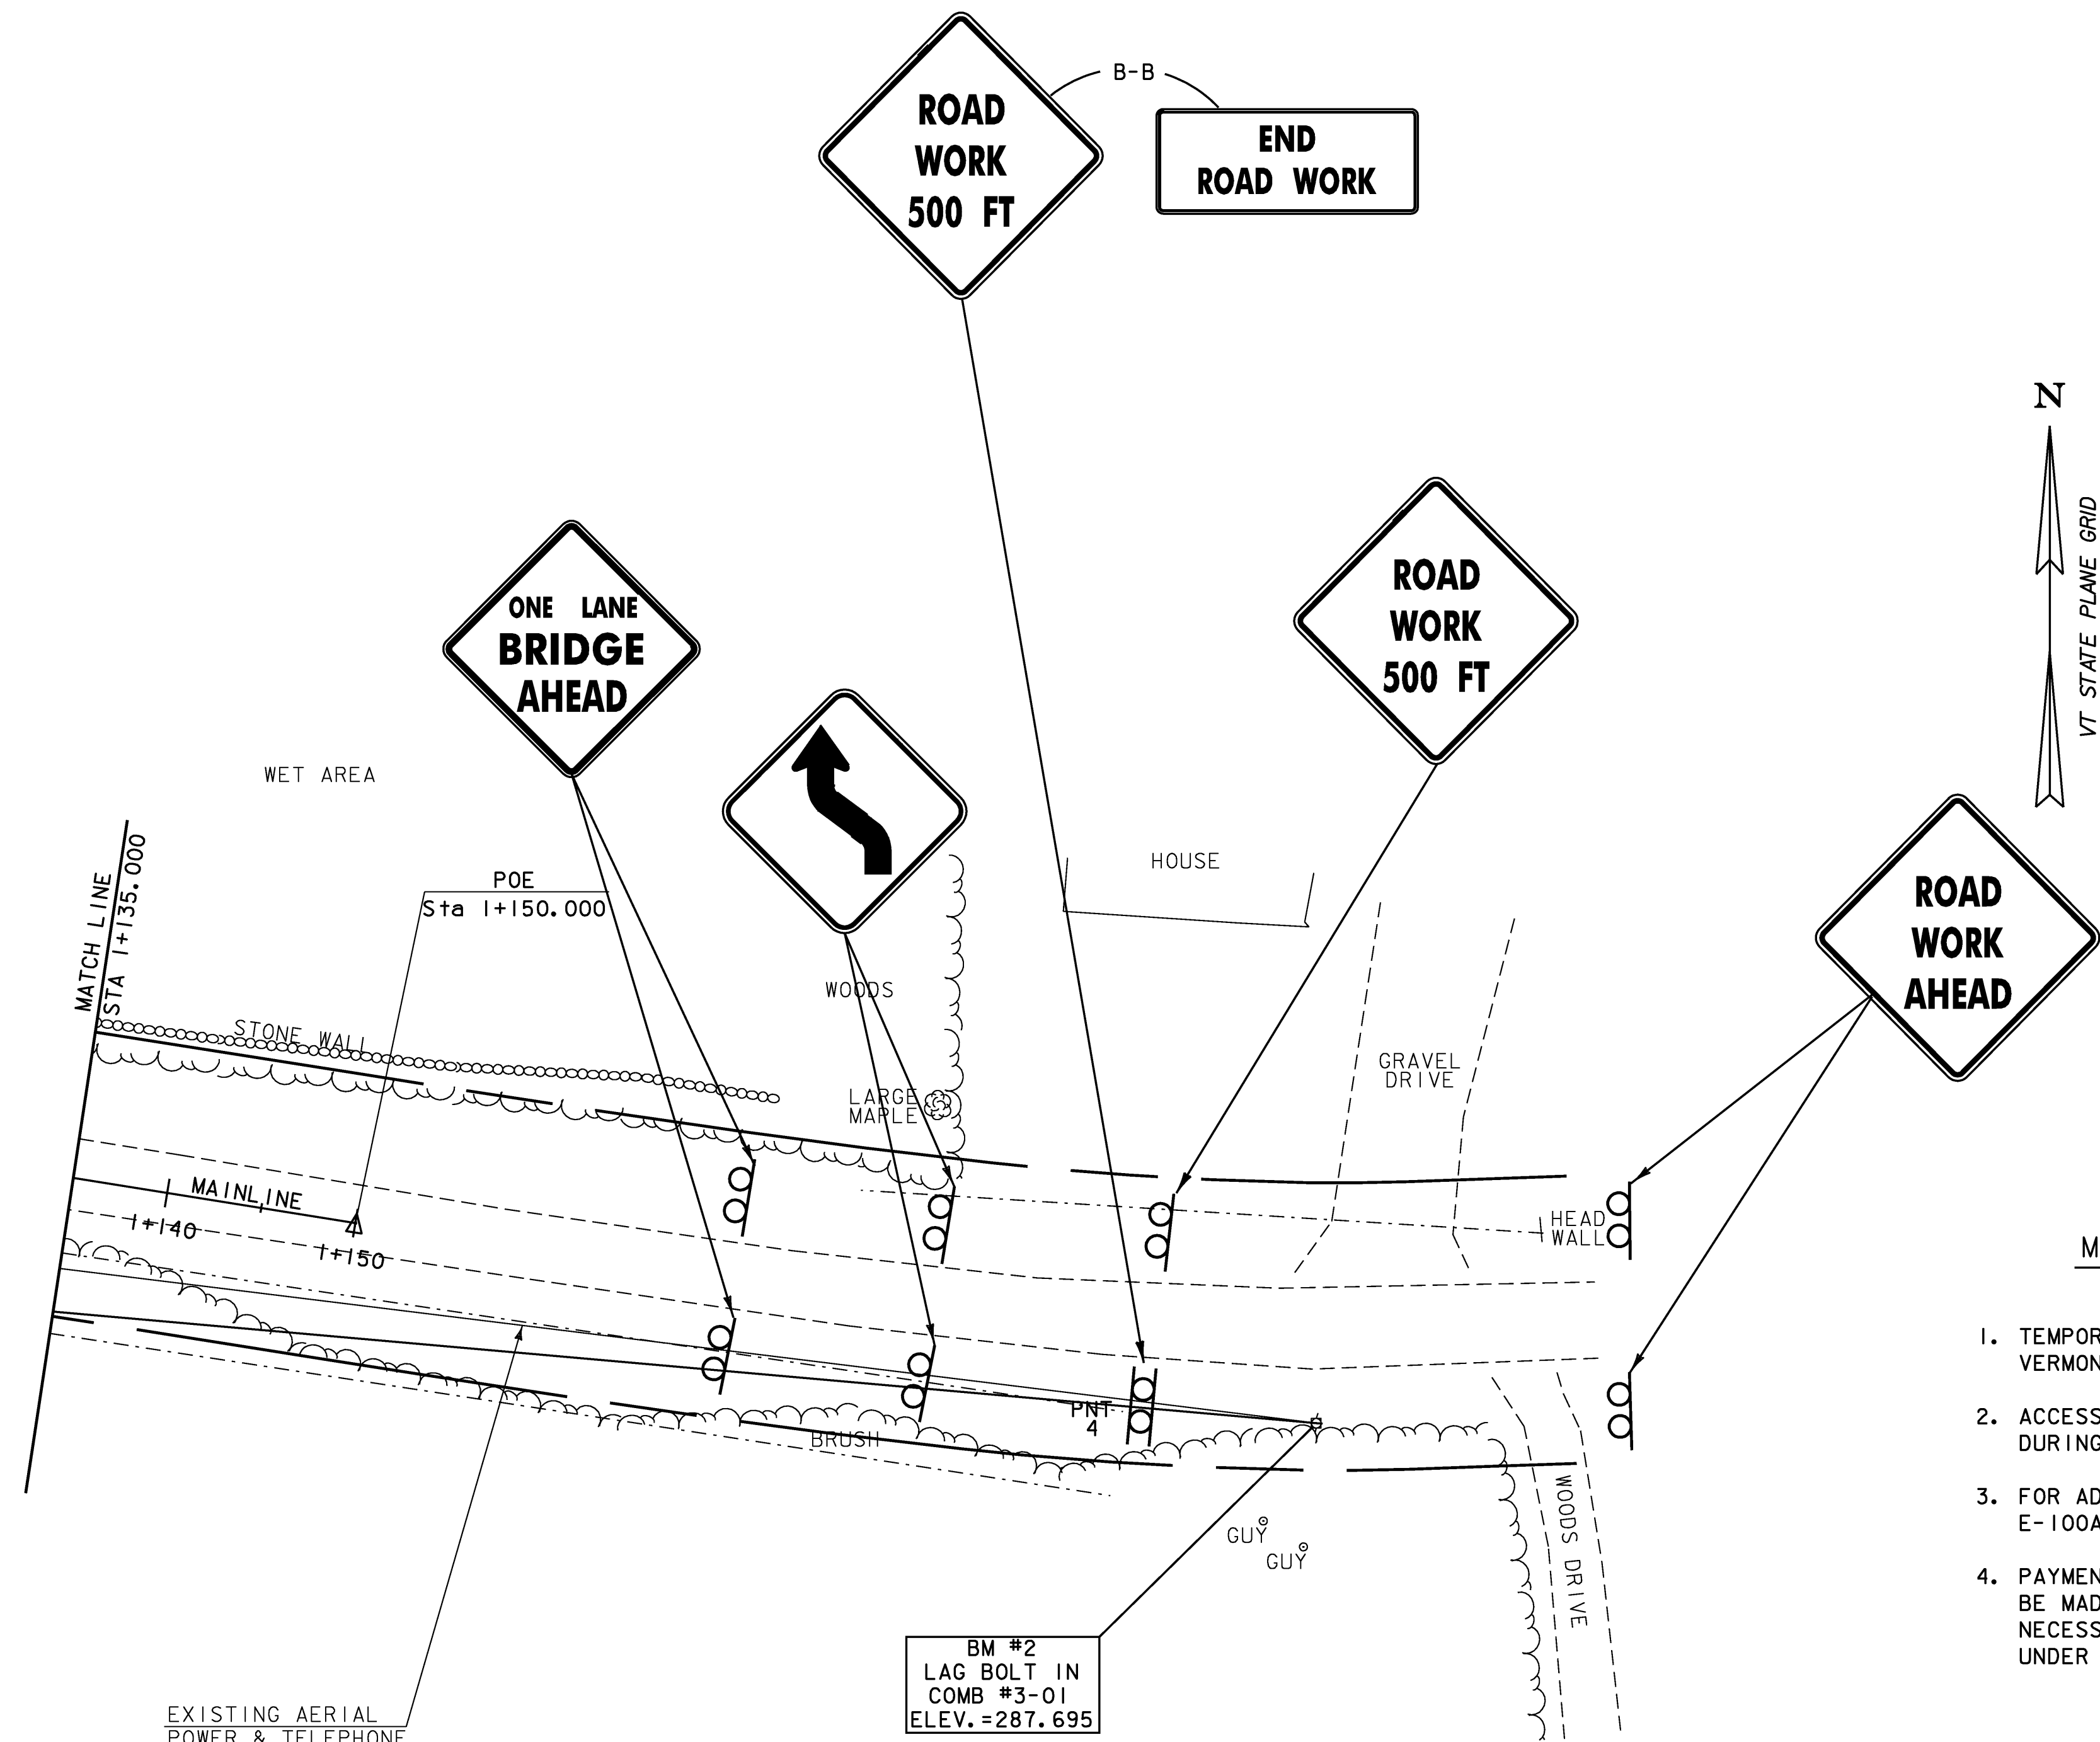 B-B
ROAD
WORK
500 FT
END
ROAD WORK
N
VT STATE PLANE GRID
ONE LANE
BRIDGE
AHEAD
ROAD
WORK
500 FT
WET AREA
ROAD
WORK
AHEAD
HOUSE
POE
Sta 1+150.000
MATCH LINE
STA 1+135.000
WOODS
STONE WALL
LARGE
MAPLE
GRAVEL
DRIVE
MAINLINE
1+140
1+150
HEAD
WALL
M
PNT
4
BRUSH
GUY
GUY
WOODS DRIVE
BM #2
LAG BOLT IN
COMB #3-01
ELEV.=287.695
EXISTING AERIAL
POWER & TELEPHONE
1. TEMPOR
VERMON
2. ACCESS
DURING
3. FOR AD
E-100A
4. PAYMEN
BE MAD
NECESS
UNDER